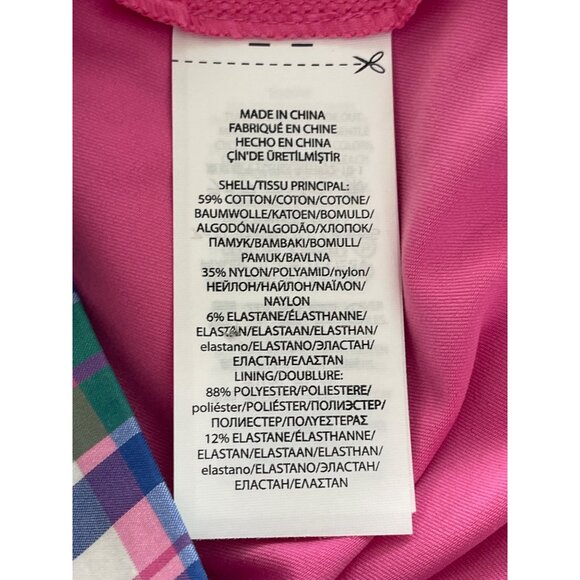 MADE IN CHINA
FABRIQUÉ EN CHINE
HECHO EN CHINA
ÇİN'DE ÜRETİLMİŞTİR
SHELL/TISSU PRINCIPAL:
59% COTTON/COTON/COTONE/
BAUMWOLLE/KATOEN/BOMULD/
ALGODÓN/ALGODÃO/ХЛОПОК/
ПАМУК/ΒΑΜΒΑΚΙ/BOMULL/
PAMUK/BAVLNA
35% NYLON/POLYAMID/nylon/
НЕЙЛОН/НАЙЛОН/ΝΑΪΛΟΝ/
NAYLON
6% ELASTANE/ÉLASTHANNE/
ELASTAN/ELASTAAN/ELASTHAN/
elastano/ELASTANO/ЭЛАСТАН/
ЕЛАСТАН/ΕΛΑΣΤΑΝ
LINING/DOUBLURE:
88% POLYESTER/POLIESTERE/
poliéster/POLIÉSTER/ПОЛИЭСТЕР/
ПОЛИЕСТЕР/ΠΟΛΥΕΣΤΕΡΑΣ
12% ELASTANE/ÉLASTHANNE/
ELASTAN/ELASTAAN/ELASTHAN/
elastano/ELASTANO/ЭЛАСТАН/
ЕЛАСТАН/ΕΛΑΣΤΑΝ